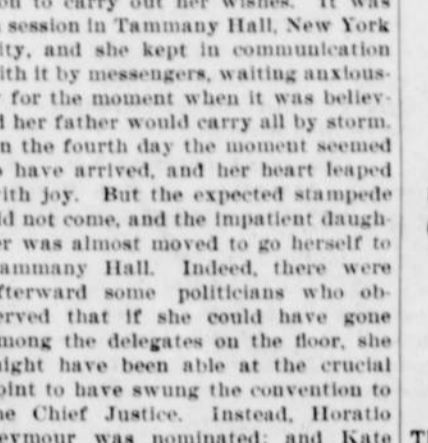 to carry out her wishes. It was
session in Tammany Hall, New York
ity, and she kept in communication
ith it by messengers, waiting anxious-
for the moment when it was believ-
d her father would carry all by storm.
n the fourth day the moment seemed
o have arrived, and her heart leaped
ith joy. But the expected stampede
id not come, and the impatient daugh-
er was almost moved to go herself to
ammany Hall. Indeed, there were
fterward some politicians who ob-
erved that if she could have gone
mong the delegates on the floor, she
ight have been able at the crucial
oint to have swung the convention to
he Chief Justice. Instead, Horatio
eymour was nominated; and Kate